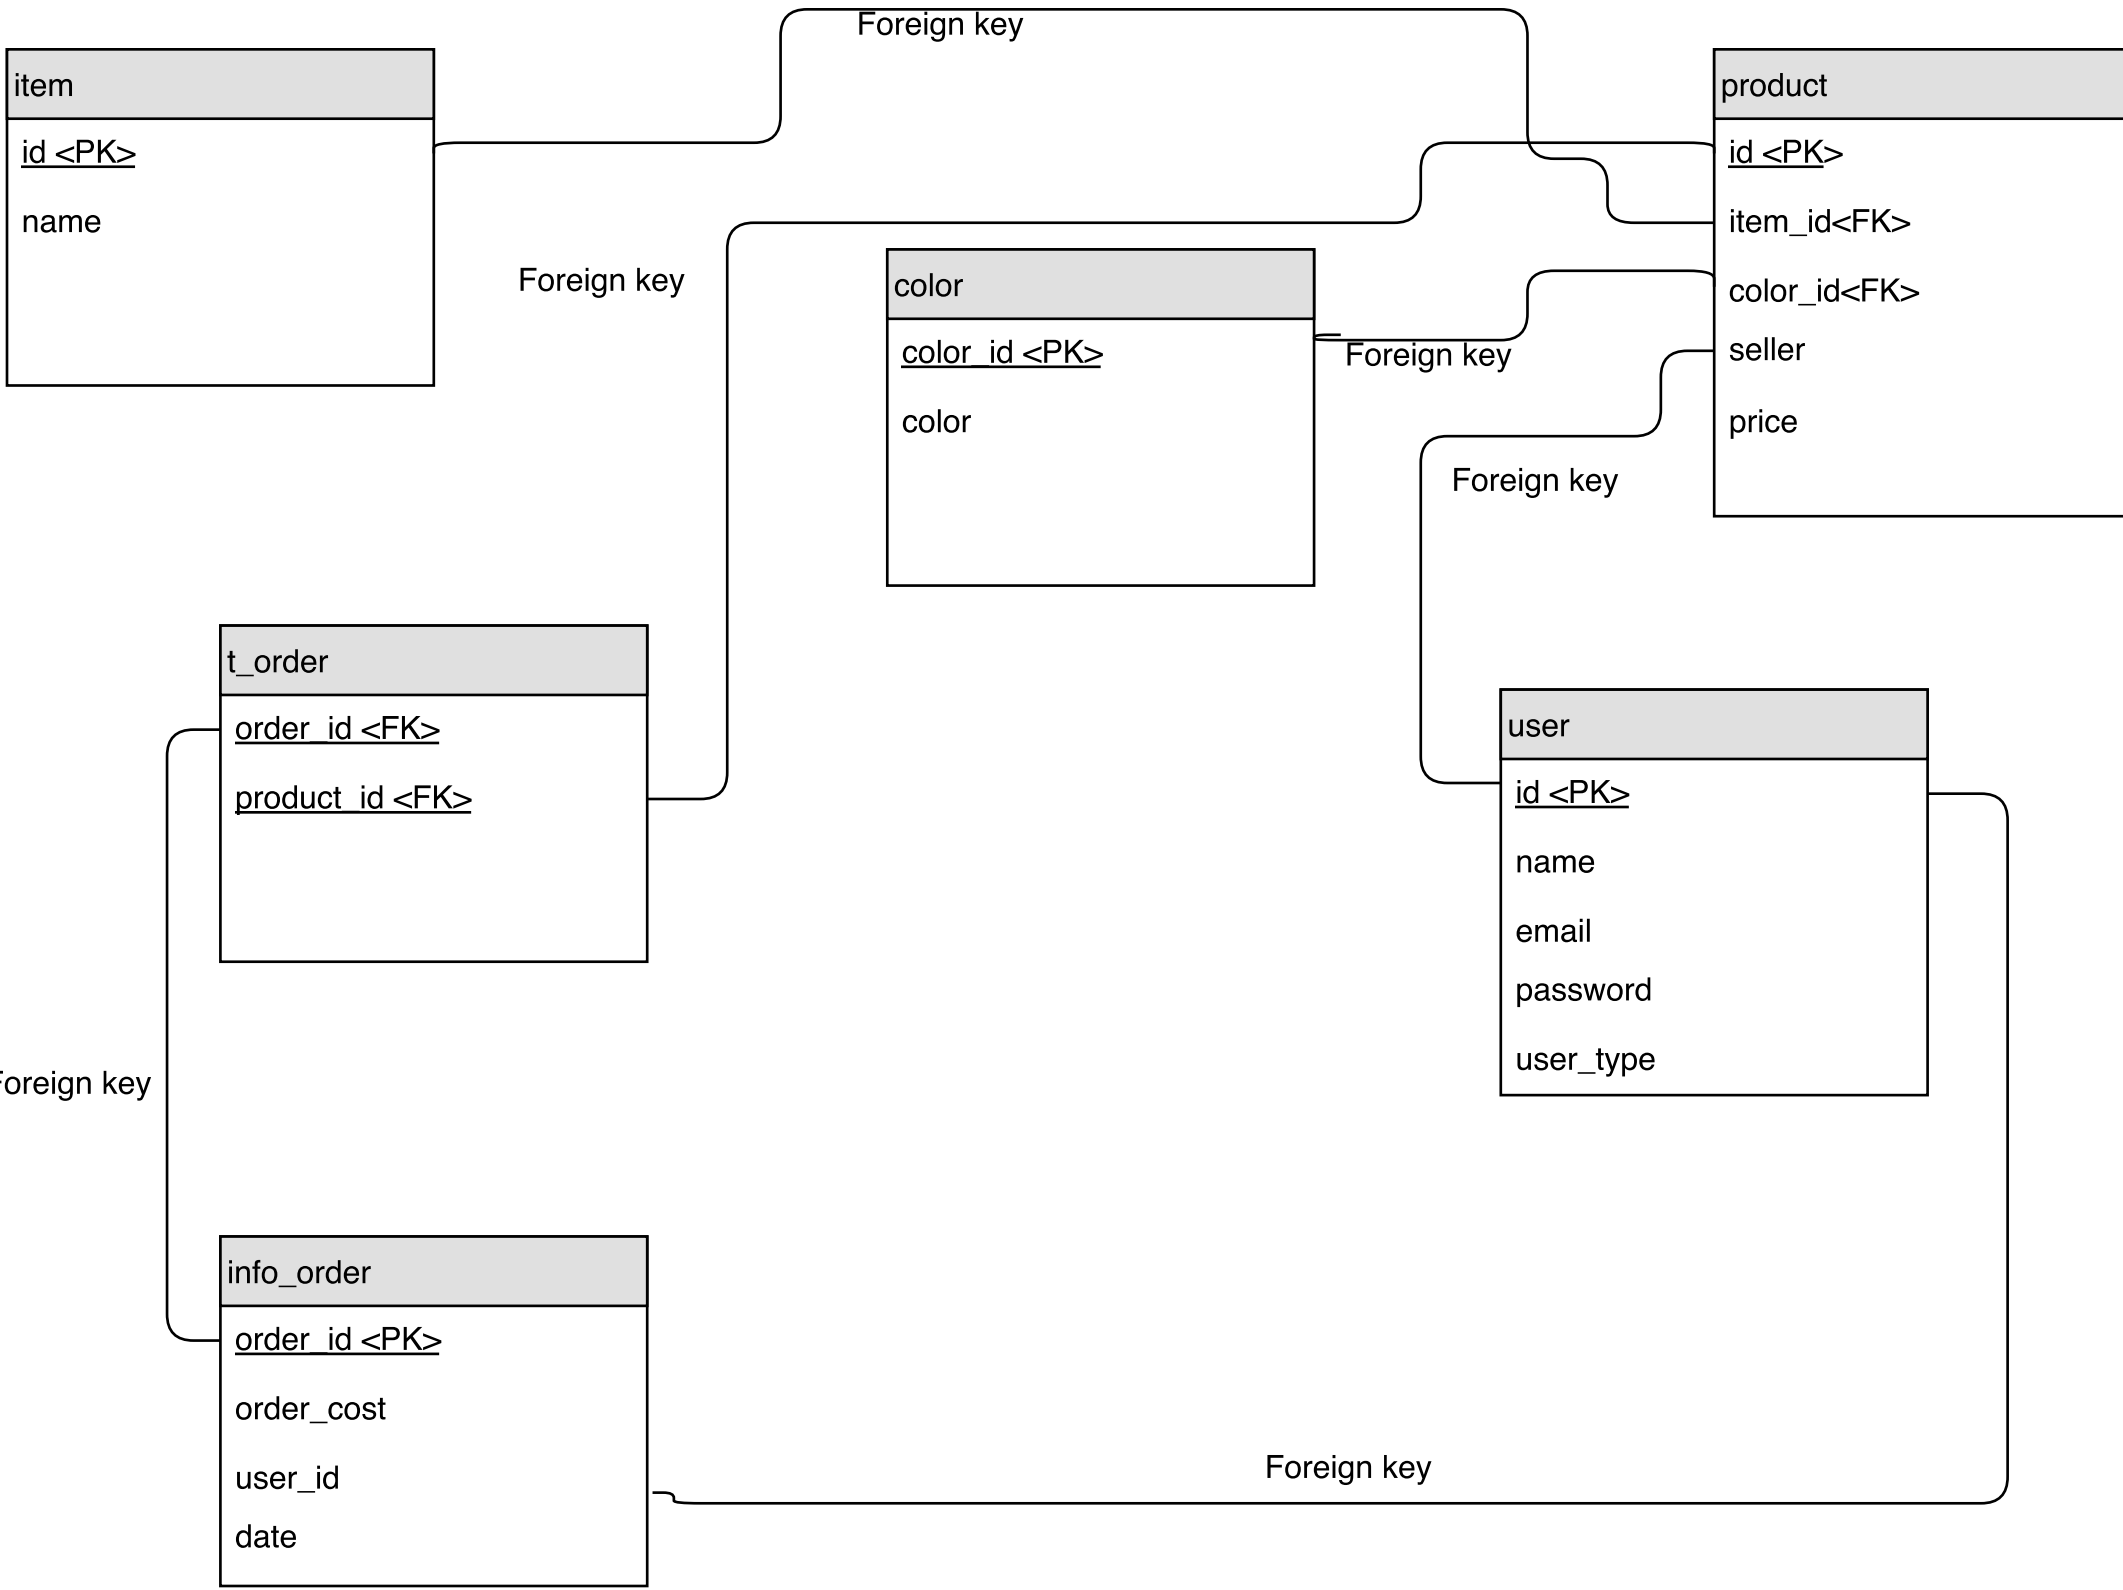 Foreign key
item
id <PK>
name
product
id <PK>
item_id<FK>
color_id<FK>
seller
price
Foreign key
color
color_id <PK>
color
Foreign key
Foreign key
t_order
order_id <FK>
product_id <FK>
user
id <PK>
name
email
password
user_type
Foreign key
info_order
order_id <PK>
order_cost
user_id
date
Foreign key